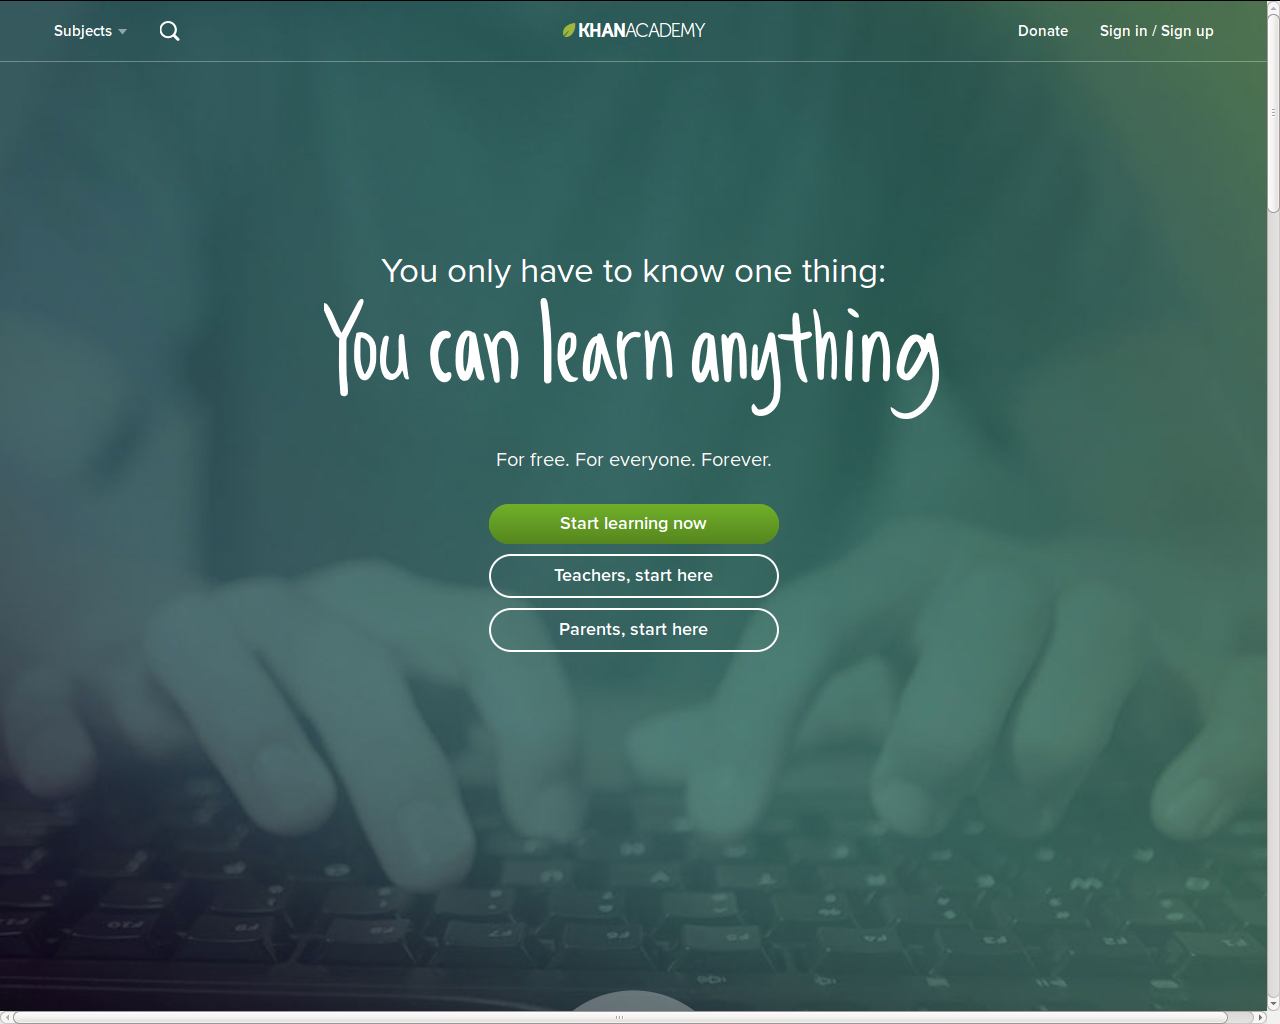 Subjects
KHANACADEMY
Donate
Sign in / Sign up
You only have to know one thing:
You can learn anything
For free. For everyone. Forever.
Start learning now
Teachers, start here
Parents, start here